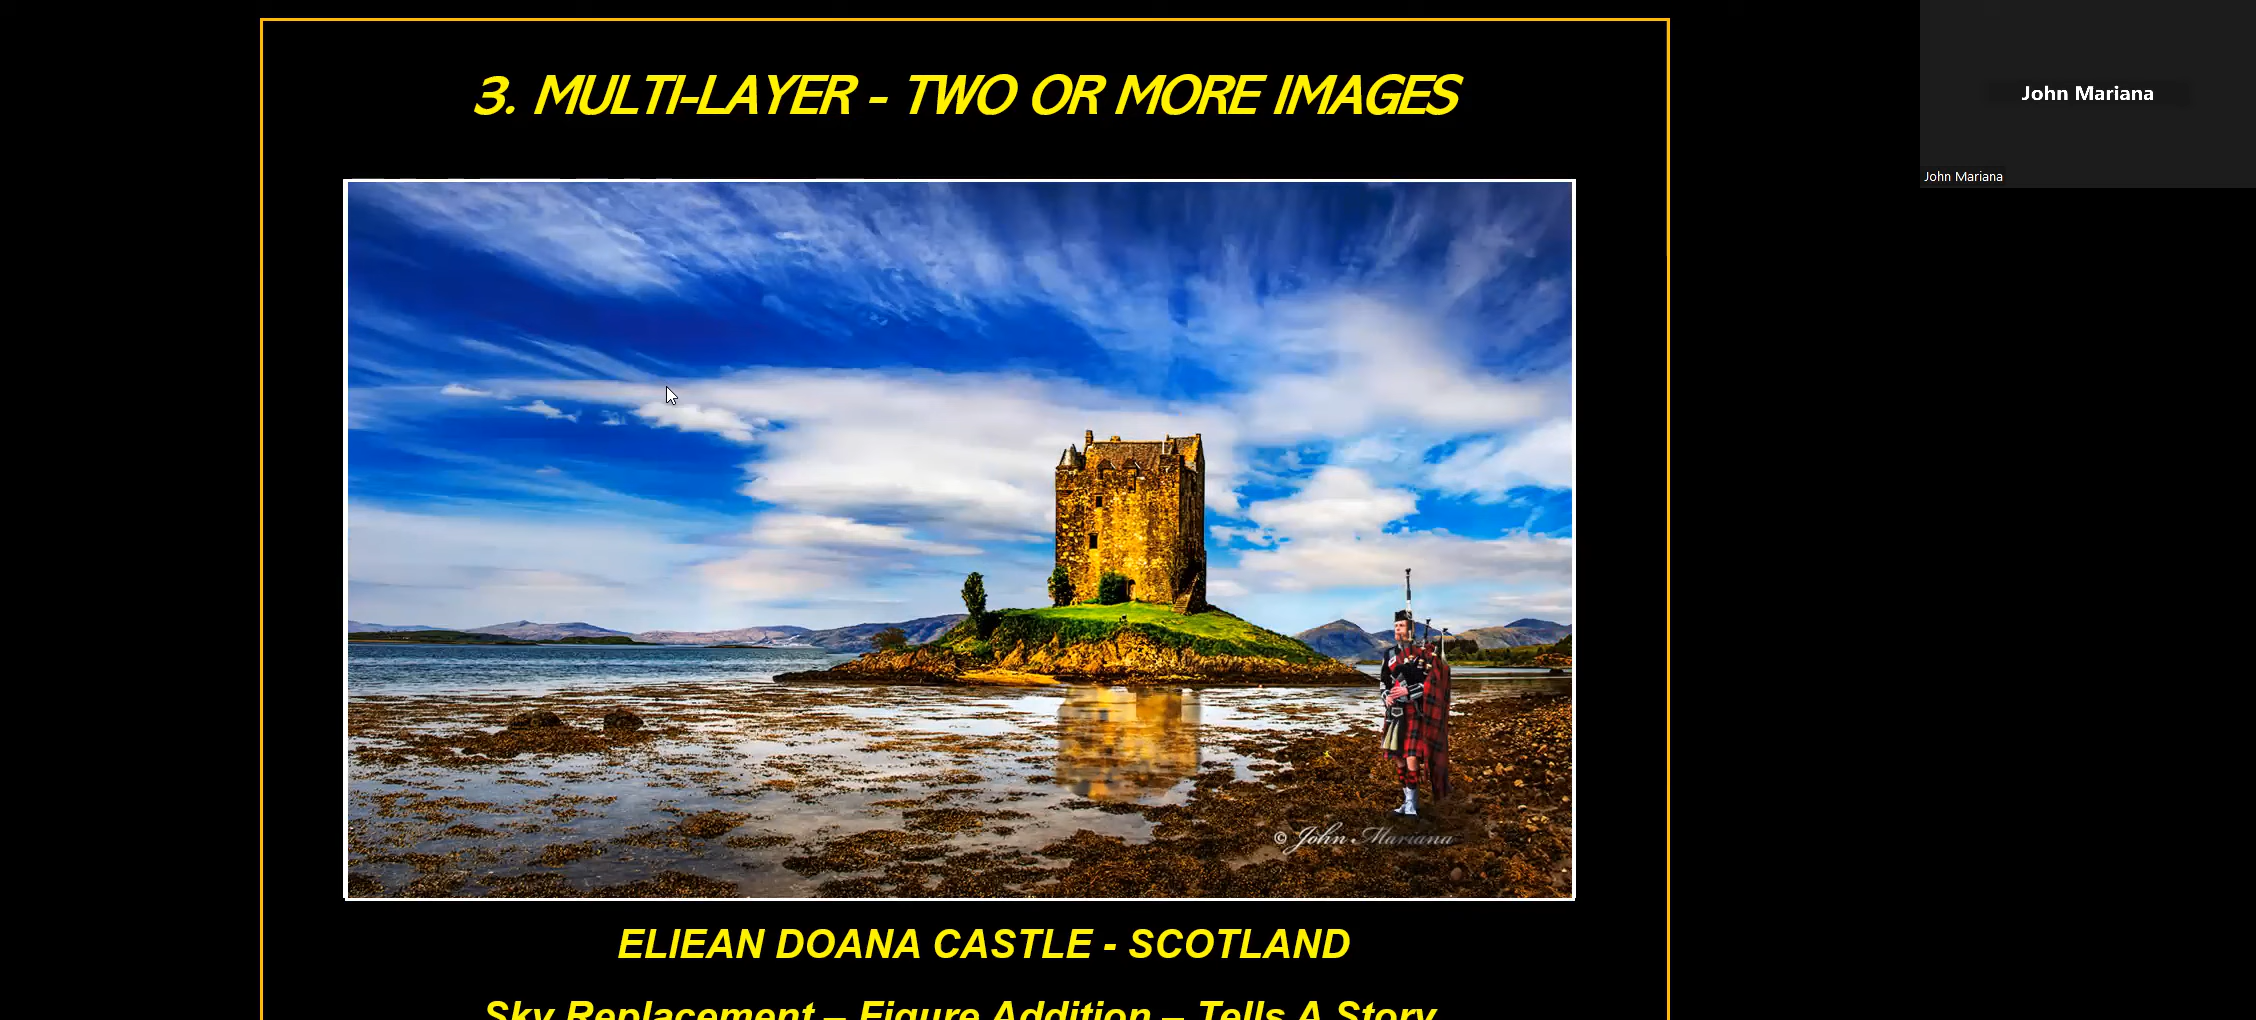 3. MULTI-LAYER - TWO OR MORE IMAGES
John Mariana
John Mariana
© John Mariana
ELIEAN DOANA CASTLE - SCOTLAND
Sky Replacement – Figure Addition – Tells A Story